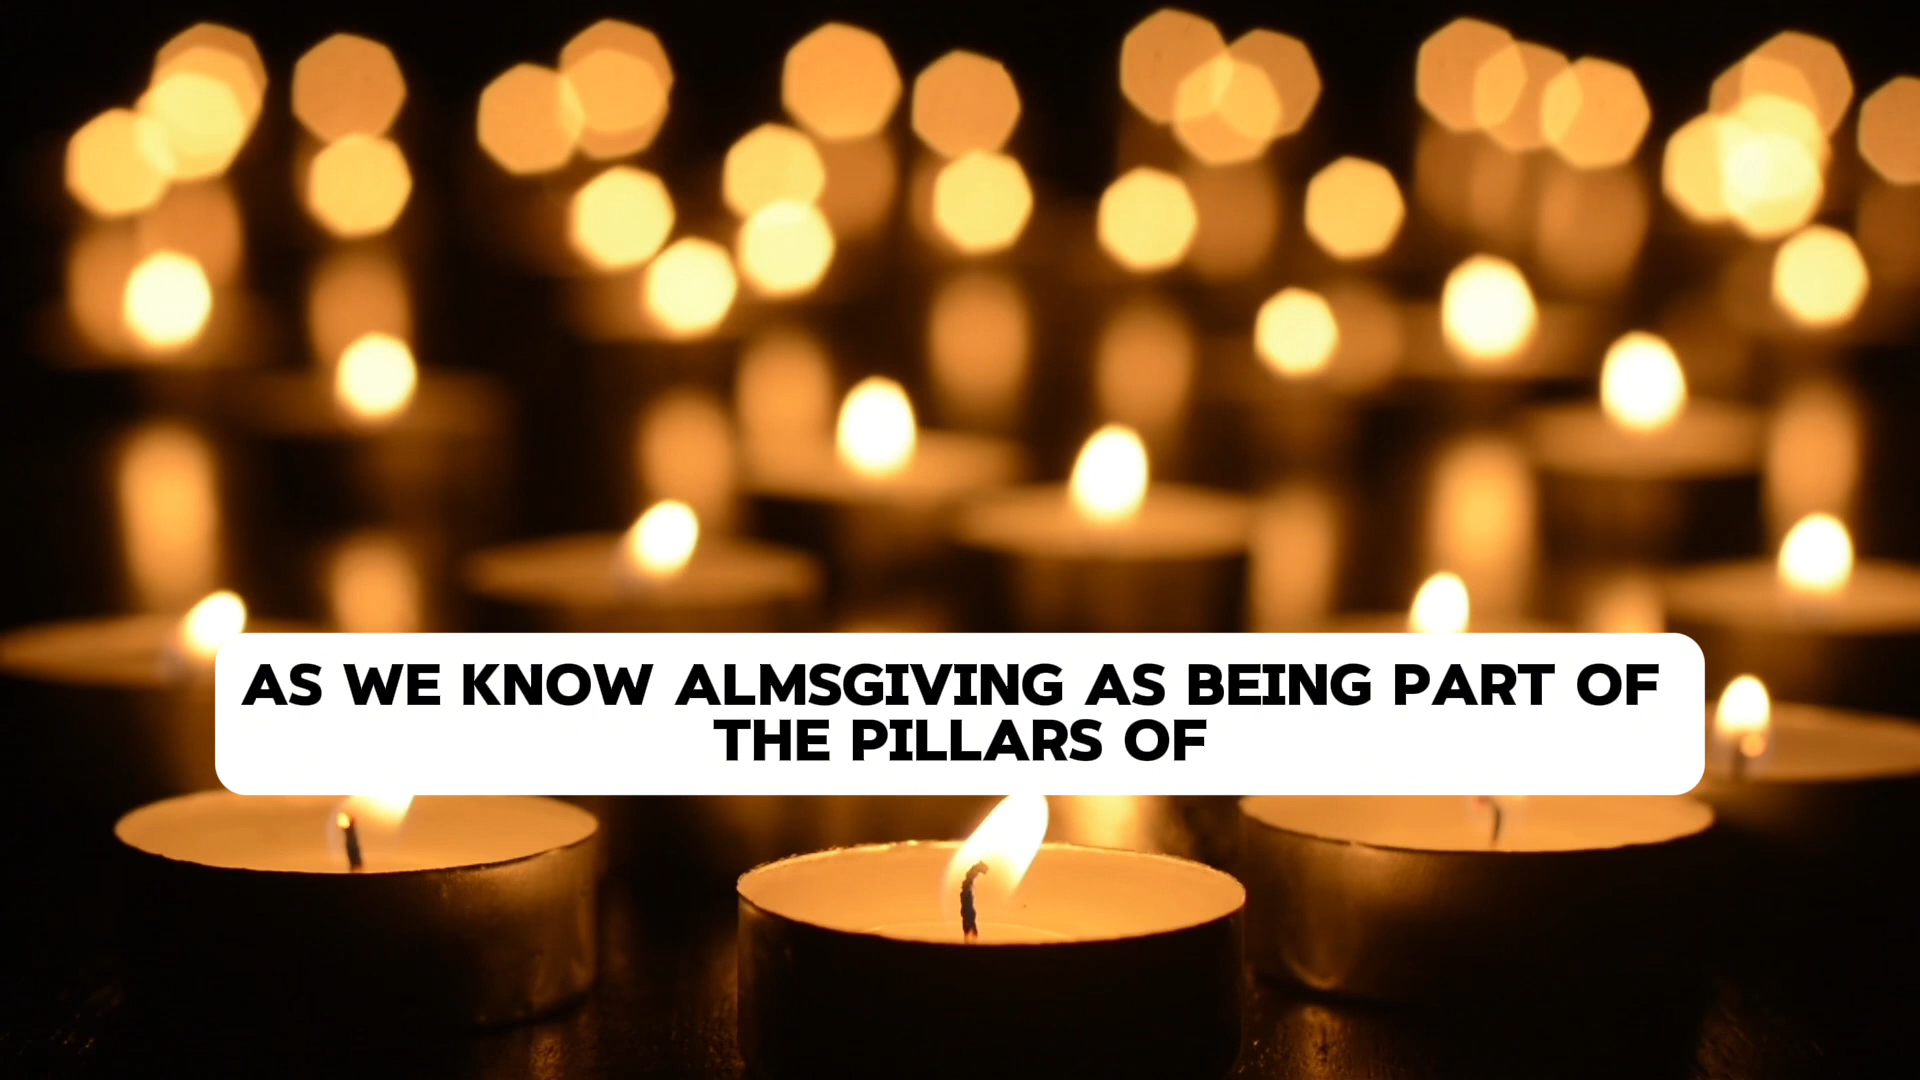 AS WE KNOW ALMSGIVING AS BEING PART OF
THE PILLARS OF